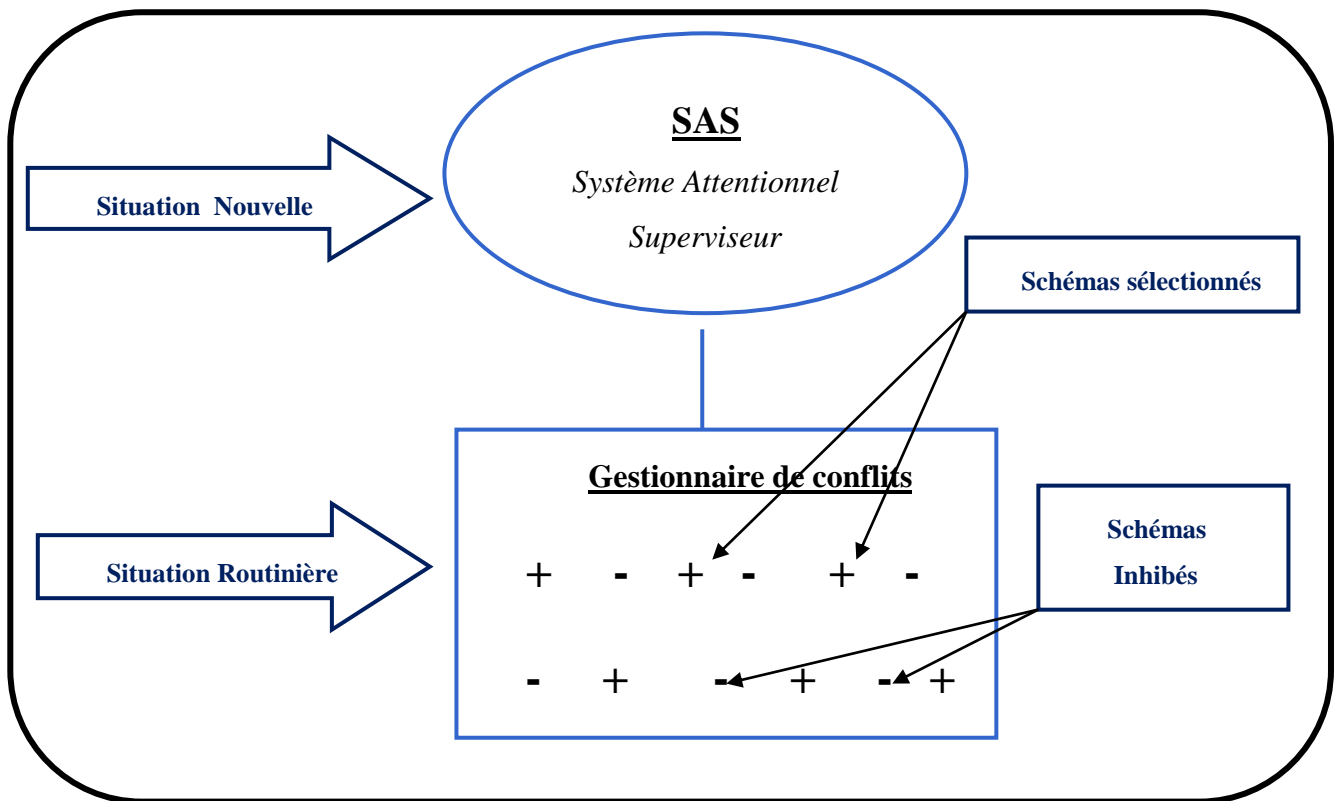 SAS
Système Attentionnel
Superviseur
Situation Nouvelle
Schémas sélectionnés
Gestionnaire de conflits
Schémas
Inhibés
Situation Routinière
+ - + - + -
- + - + - +